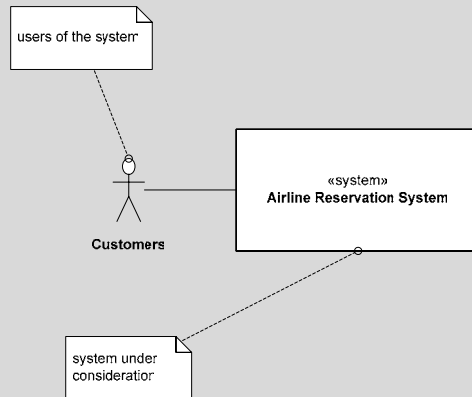 users of the system
«system»
Airline Reservation System
Customers
system under
consideration